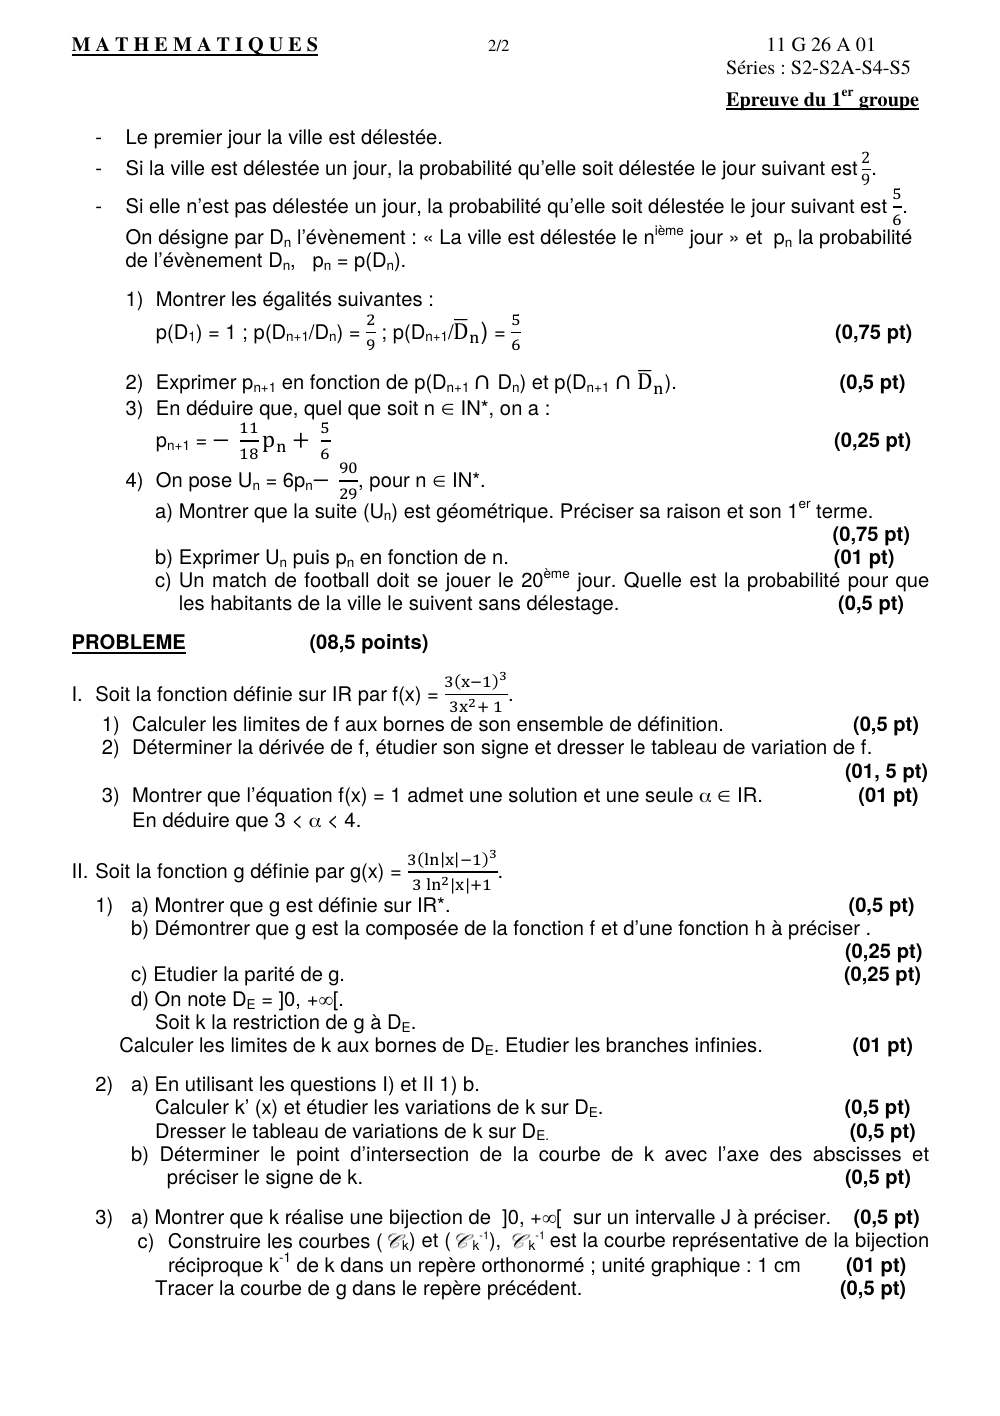 M A T H E M A T I Q U E S 2/2 11 G 26 A 01
Séries : S2-S2A-S4-S5
Epreuve du 1er groupe
- Le premier jour la ville est délestée.
- Si la ville est délestée un jour, la probabilité qu'elle soit délestée le jour suivant est 2/9.
- Si elle n'est pas délestée un jour, la probabilité qu'elle soit délestée le jour suivant est 5/6.
On désigne par Dn l'évènement : « La ville est délestée le nième jour » et pn la probabilité
de l'évènement Dn, pn = p(Dn).
1) Montrer les égalités suivantes :
p(D1) = 1 ; p(Dn+1/Dn) = 2/9 ; p(Dn+1/D̅n) = 5/6 (0,75 pt)
2) Exprimer pn+1 en fonction de p(Dn+1 ∩ Dn) et p(Dn+1 ∩ D̅n). (0,5 pt)
3) En déduire que, quel que soit n ∈ IN*, on a :
pn+1 = − 11/18 pn + 5/6 (0,25 pt)
4) On pose Un = 6pn− 90/29, pour n ∈ IN*.
a) Montrer que la suite (Un) est géométrique. Préciser sa raison et son 1er terme.
(0,75 pt)
b) Exprimer Un puis pn en fonction de n. (01 pt)
c) Un match de football doit se jouer le 20ème jour. Quelle est la probabilité pour que
les habitants de la ville le suivent sans délestage. (0,5 pt)
PROBLEME (08,5 points)
I. Soit la fonction définie sur IR par f(x) = 3(x−1)³/(3x²+ 1).
1) Calculer les limites de f aux bornes de son ensemble de définition. (0,5 pt)
2) Déterminer la dérivée de f, étudier son signe et dresser le tableau de variation de f.
(01, 5 pt)
3) Montrer que l'équation f(x) = 1 admet une solution et une seule α ∈ IR. (01 pt)
En déduire que 3 < α < 4.
II. Soit la fonction g définie par g(x) = 3(ln|x|−1)³/(3 ln²|x|+1).
1) a) Montrer que g est définie sur IR*. (0,5 pt)
b) Démontrer que g est la composée de la fonction f et d'une fonction h à préciser .
(0,25 pt)
c) Etudier la parité de g. (0,25 pt)
d) On note DE = ]0, +∞[.
Soit k la restriction de g à DE.
Calculer les limites de k aux bornes de DE. Etudier les branches infinies. (01 pt)
2) a) En utilisant les questions I) et II 1) b.
Calculer k' (x) et étudier les variations de k sur DE. (0,5 pt)
Dresser le tableau de variations de k sur DE. (0,5 pt)
b) Déterminer le point d'intersection de la courbe de k avec l'axe des abscisses et
préciser le signe de k. (0,5 pt)
3) a) Montrer que k réalise une bijection de ]0, +∞[ sur un intervalle J à préciser. (0,5 pt)
c) Construire les courbes ( 𝒞k) et ( 𝒞k-1), 𝒞k-1 est la courbe représentative de la bijection
réciproque k-1 de k dans un repère orthonormé ; unité graphique : 1 cm (01 pt)
Tracer la courbe de g dans le repère précédent. (0,5 pt)